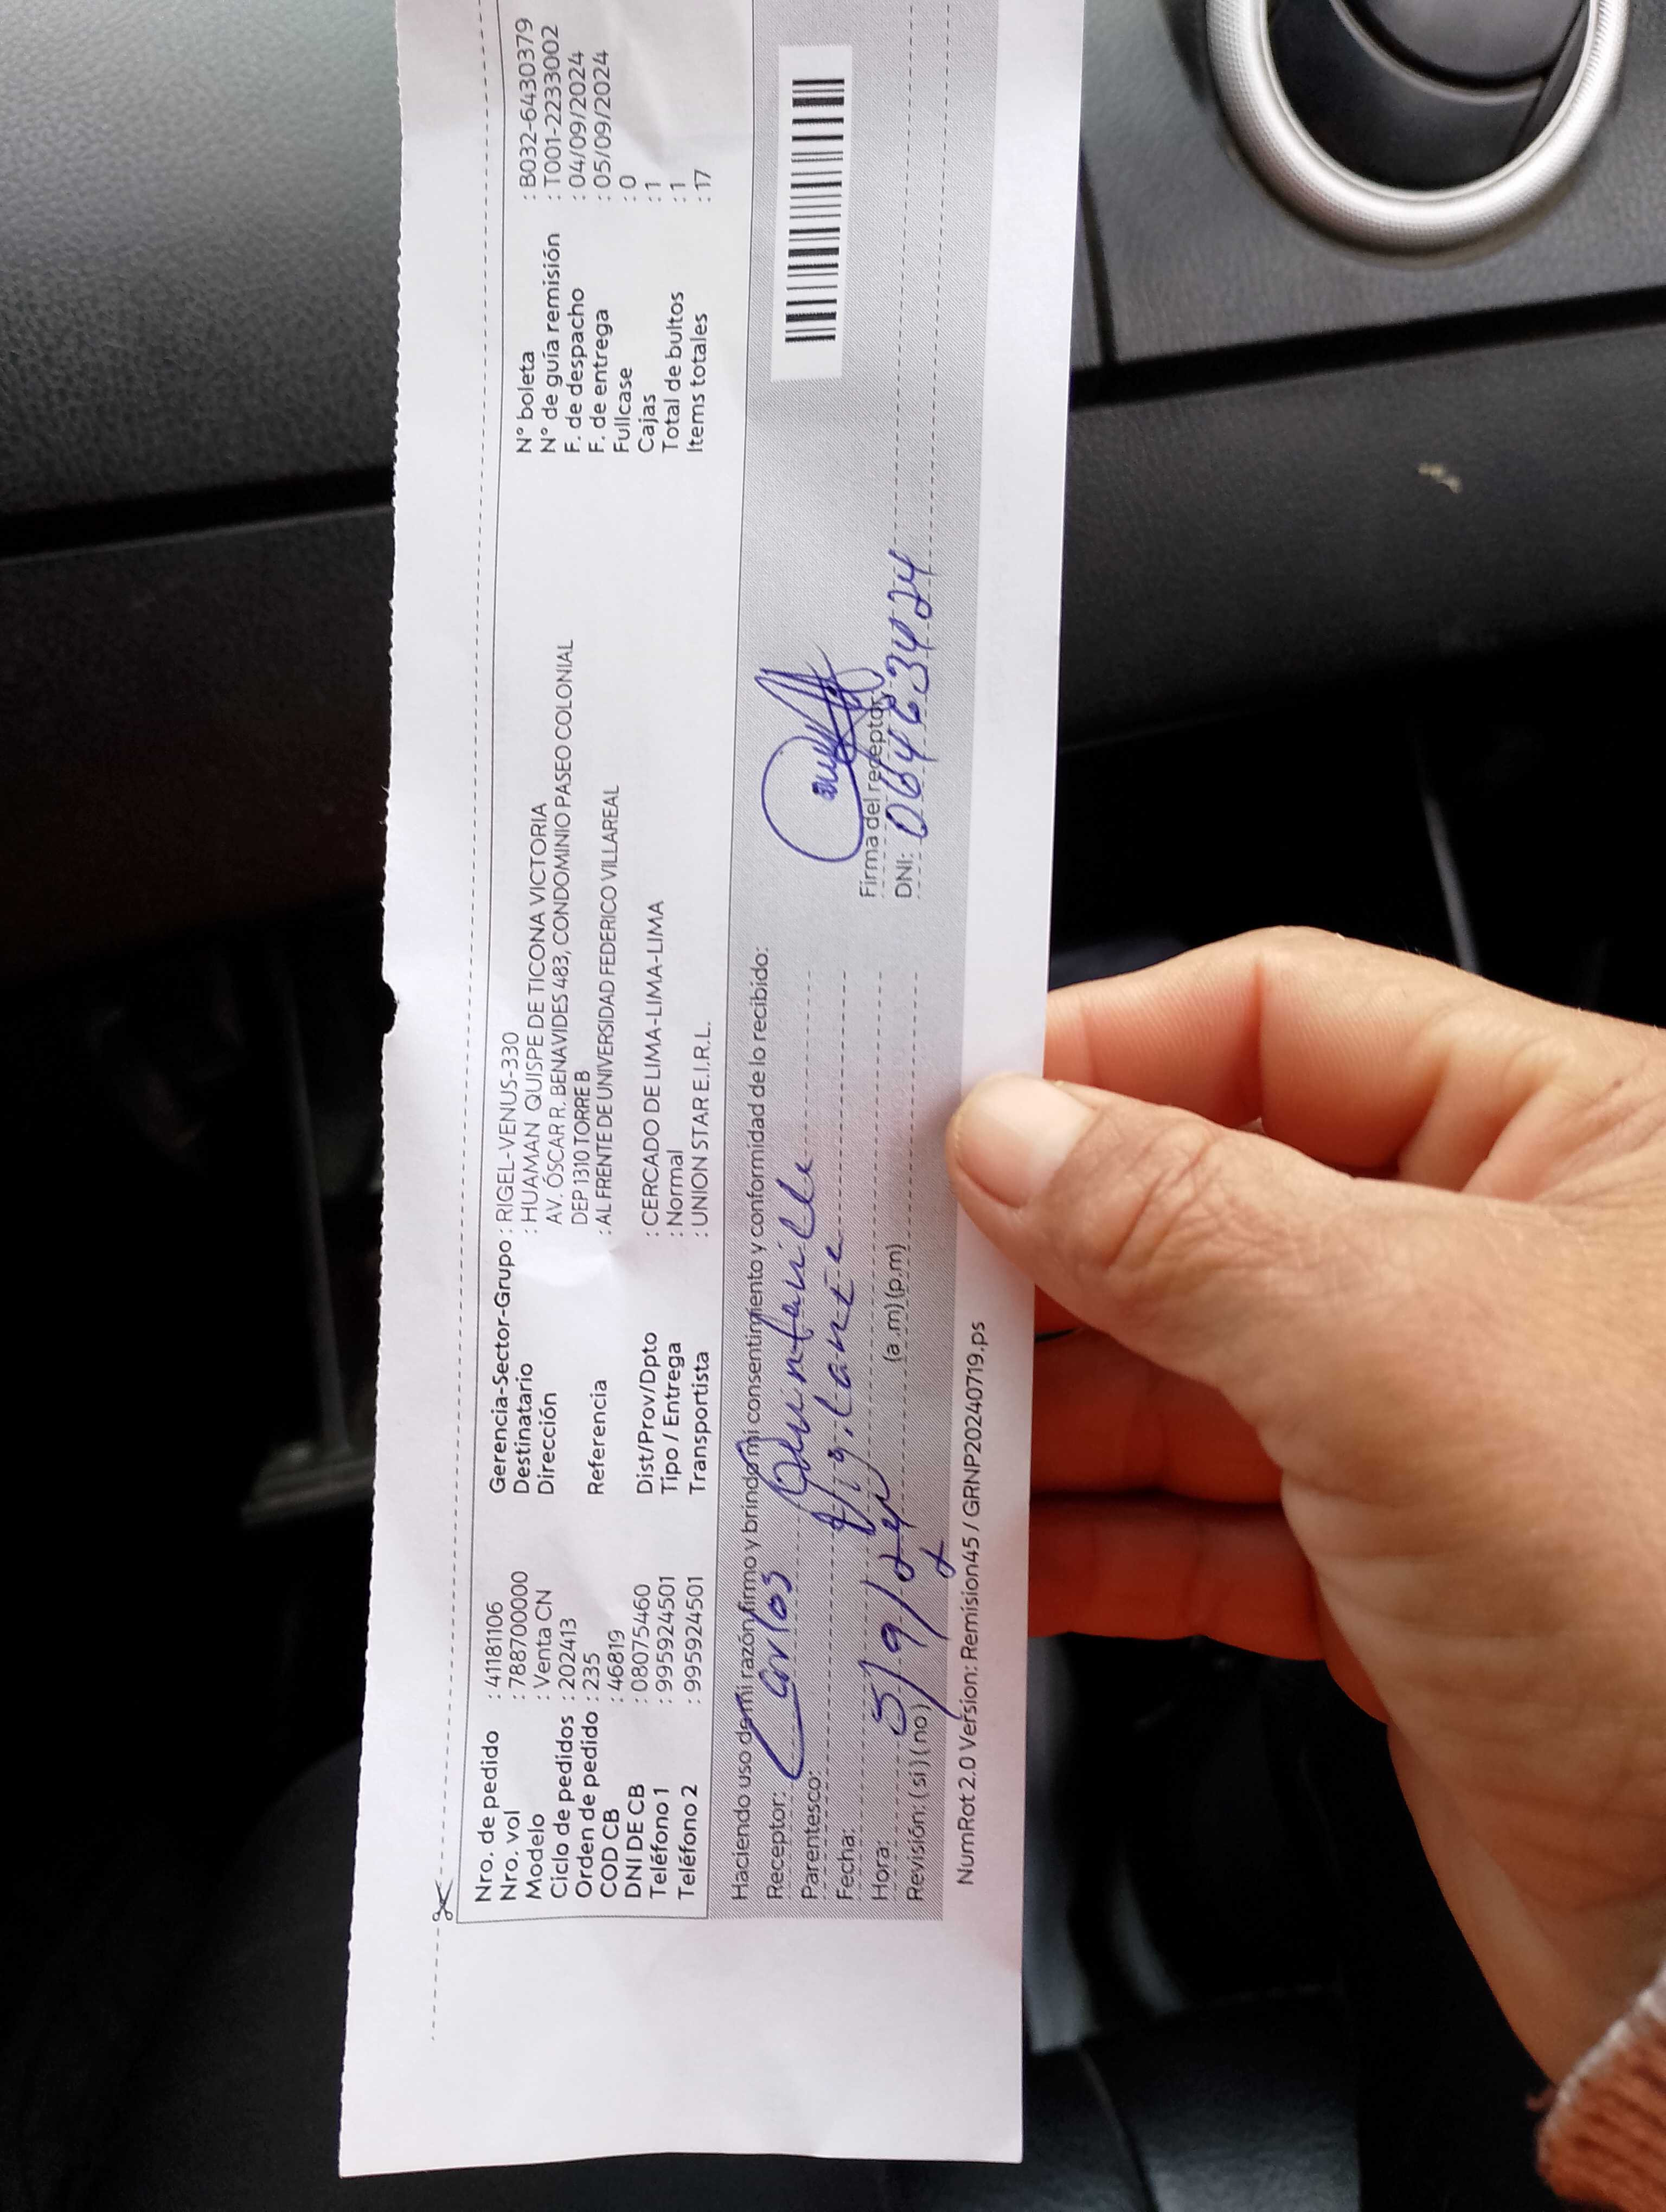 Nro. de pedido : 41181106
Nro. vol : 788700000
Modelo : Venta CN
Ciclo de pedidos : 202413
Orden de pedido : 235
COD CB : 46819
DNI DE CB : 08075460
Teléfono 1 : 995924501
Teléfono 2 : 995924501
Gerencia-Sector-Grupo : RIGEL-VENUS-330
Destinatario : HUAMAN QUISPE DE TICONA VICTORIA
Dirección AV. ÓSCAR R. BENAVIDES 483, CONDOMINIO PASEO COLONIAL
DEP 1310 TORRE B
Referencia : AL FRENTE DE UNIVERSIDAD FEDERICO VILLAREAL
Dist/Prov/Dpto : CERCADO DE LIMA-LIMA-LIMA
Tipo / Entrega : Normal
Transportista : UNION STAR E.I.R.L.
N° boleta : B032-6430379
N° de guía remisión : T001-2233002
F. de despacho : 04/09/2024
F. de entrega : 05/09/2024
Fullcase : 0
Cajas : 1
Total de bultos : 1
Items totales : 17
Haciendo uso de mi razón firmo y brindo mi consentimiento y conformidad de lo recibido:
Receptor: Carlos Quintanilla
Parentesco: Vigilante
Fecha: 5/9/24
Hora: (a.m) (p.m)
Revisión: (si) (no)
Firma del receptor
DNI:
NumRot 2.0 Version: Remision45 / GRNP20240719.ps